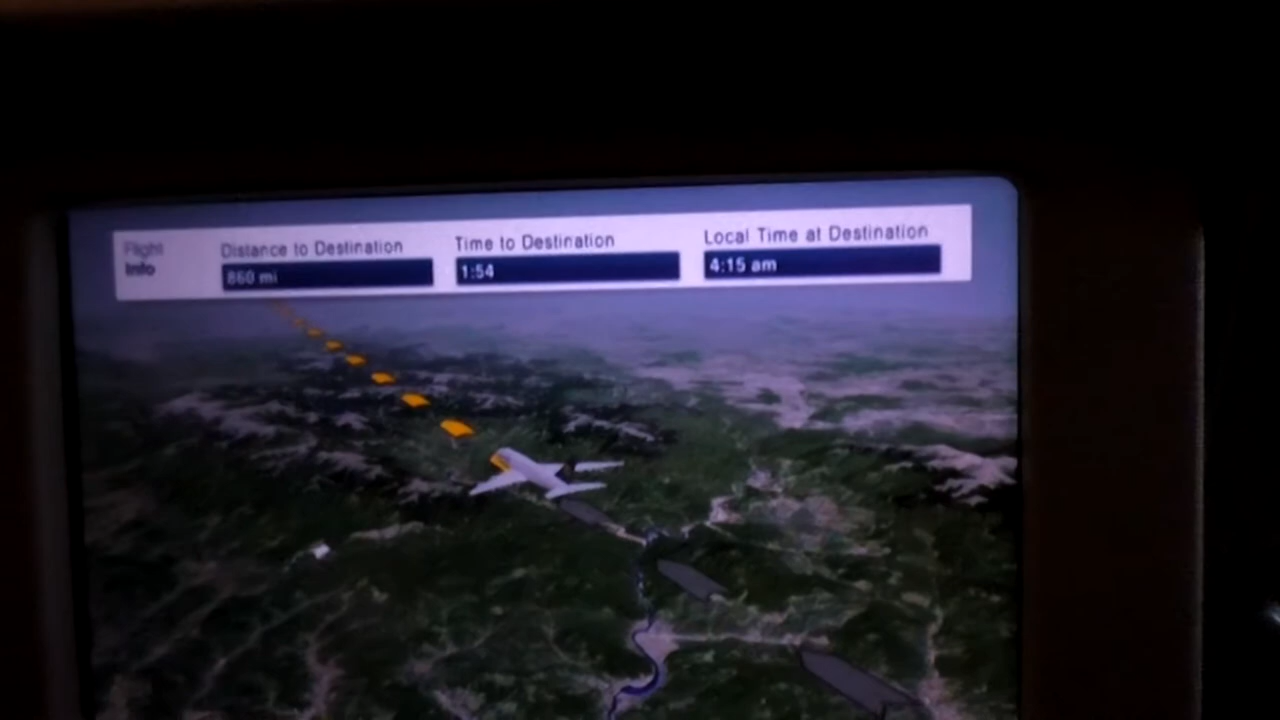 Flight
Info
Distance to Destination
860 mi
Time to Destination
1:54
Local Time at Destination
4:15 am